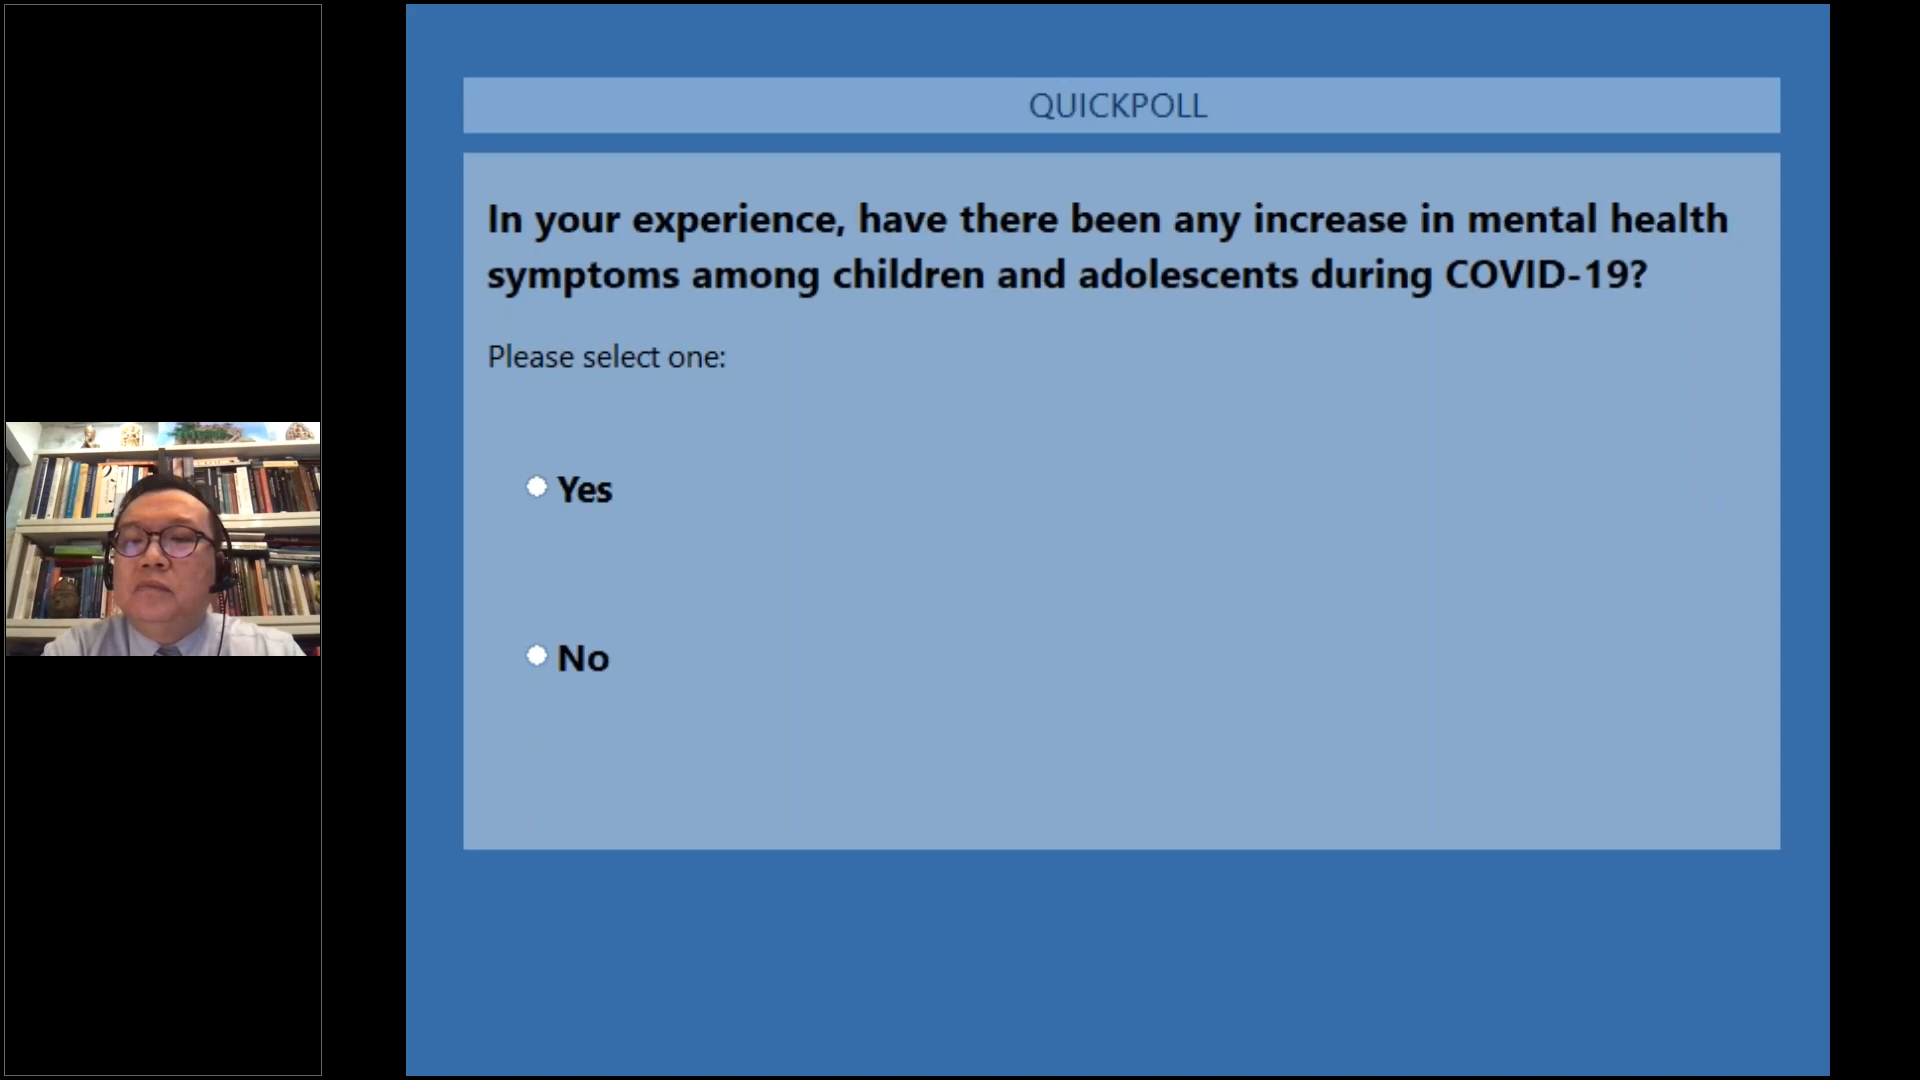 QUICKPOLL
In your experience, have there been any increase in mental health
symptoms among children and adolescents during COVID-19?
Please select one:
Yes
No